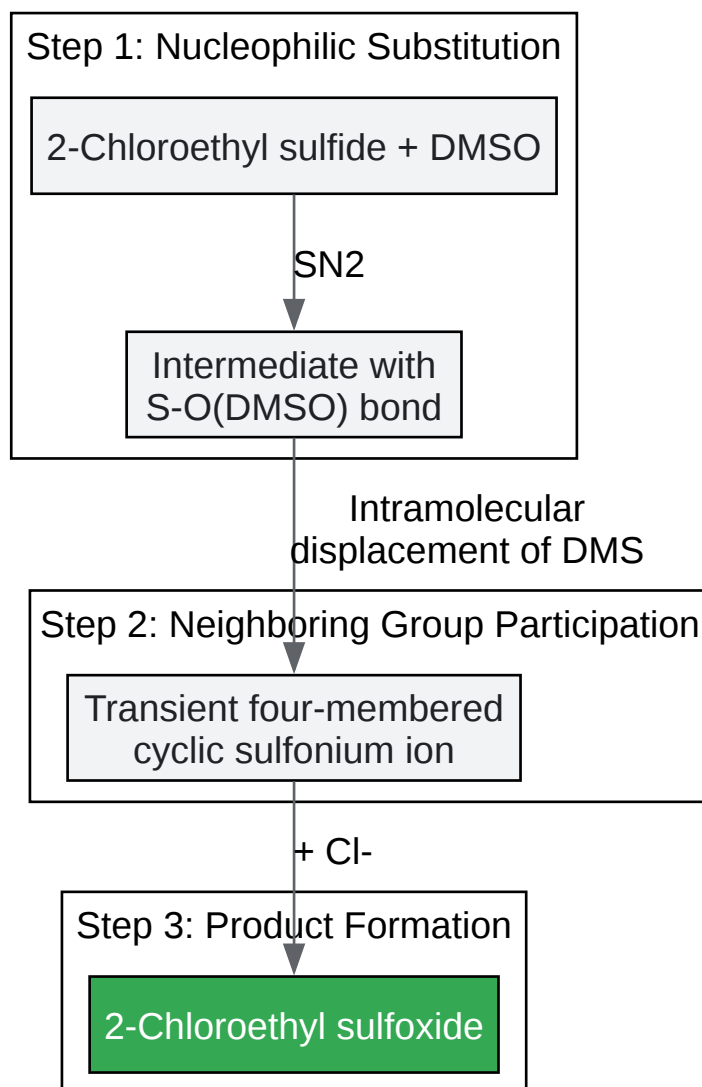 Step 1: Nucleophilic Substitution
2-Chloroethyl sulfide + DMSO
SN2
Intermediate with
S-O(DMSO) bond
Intramolecular
displacement of DMS
Step 2: Neighboring Group Participation
Transient four-membered
cyclic sulfonium ion
+ Cl-
Step 3: Product Formation
2-Chloroethyl sulfoxide